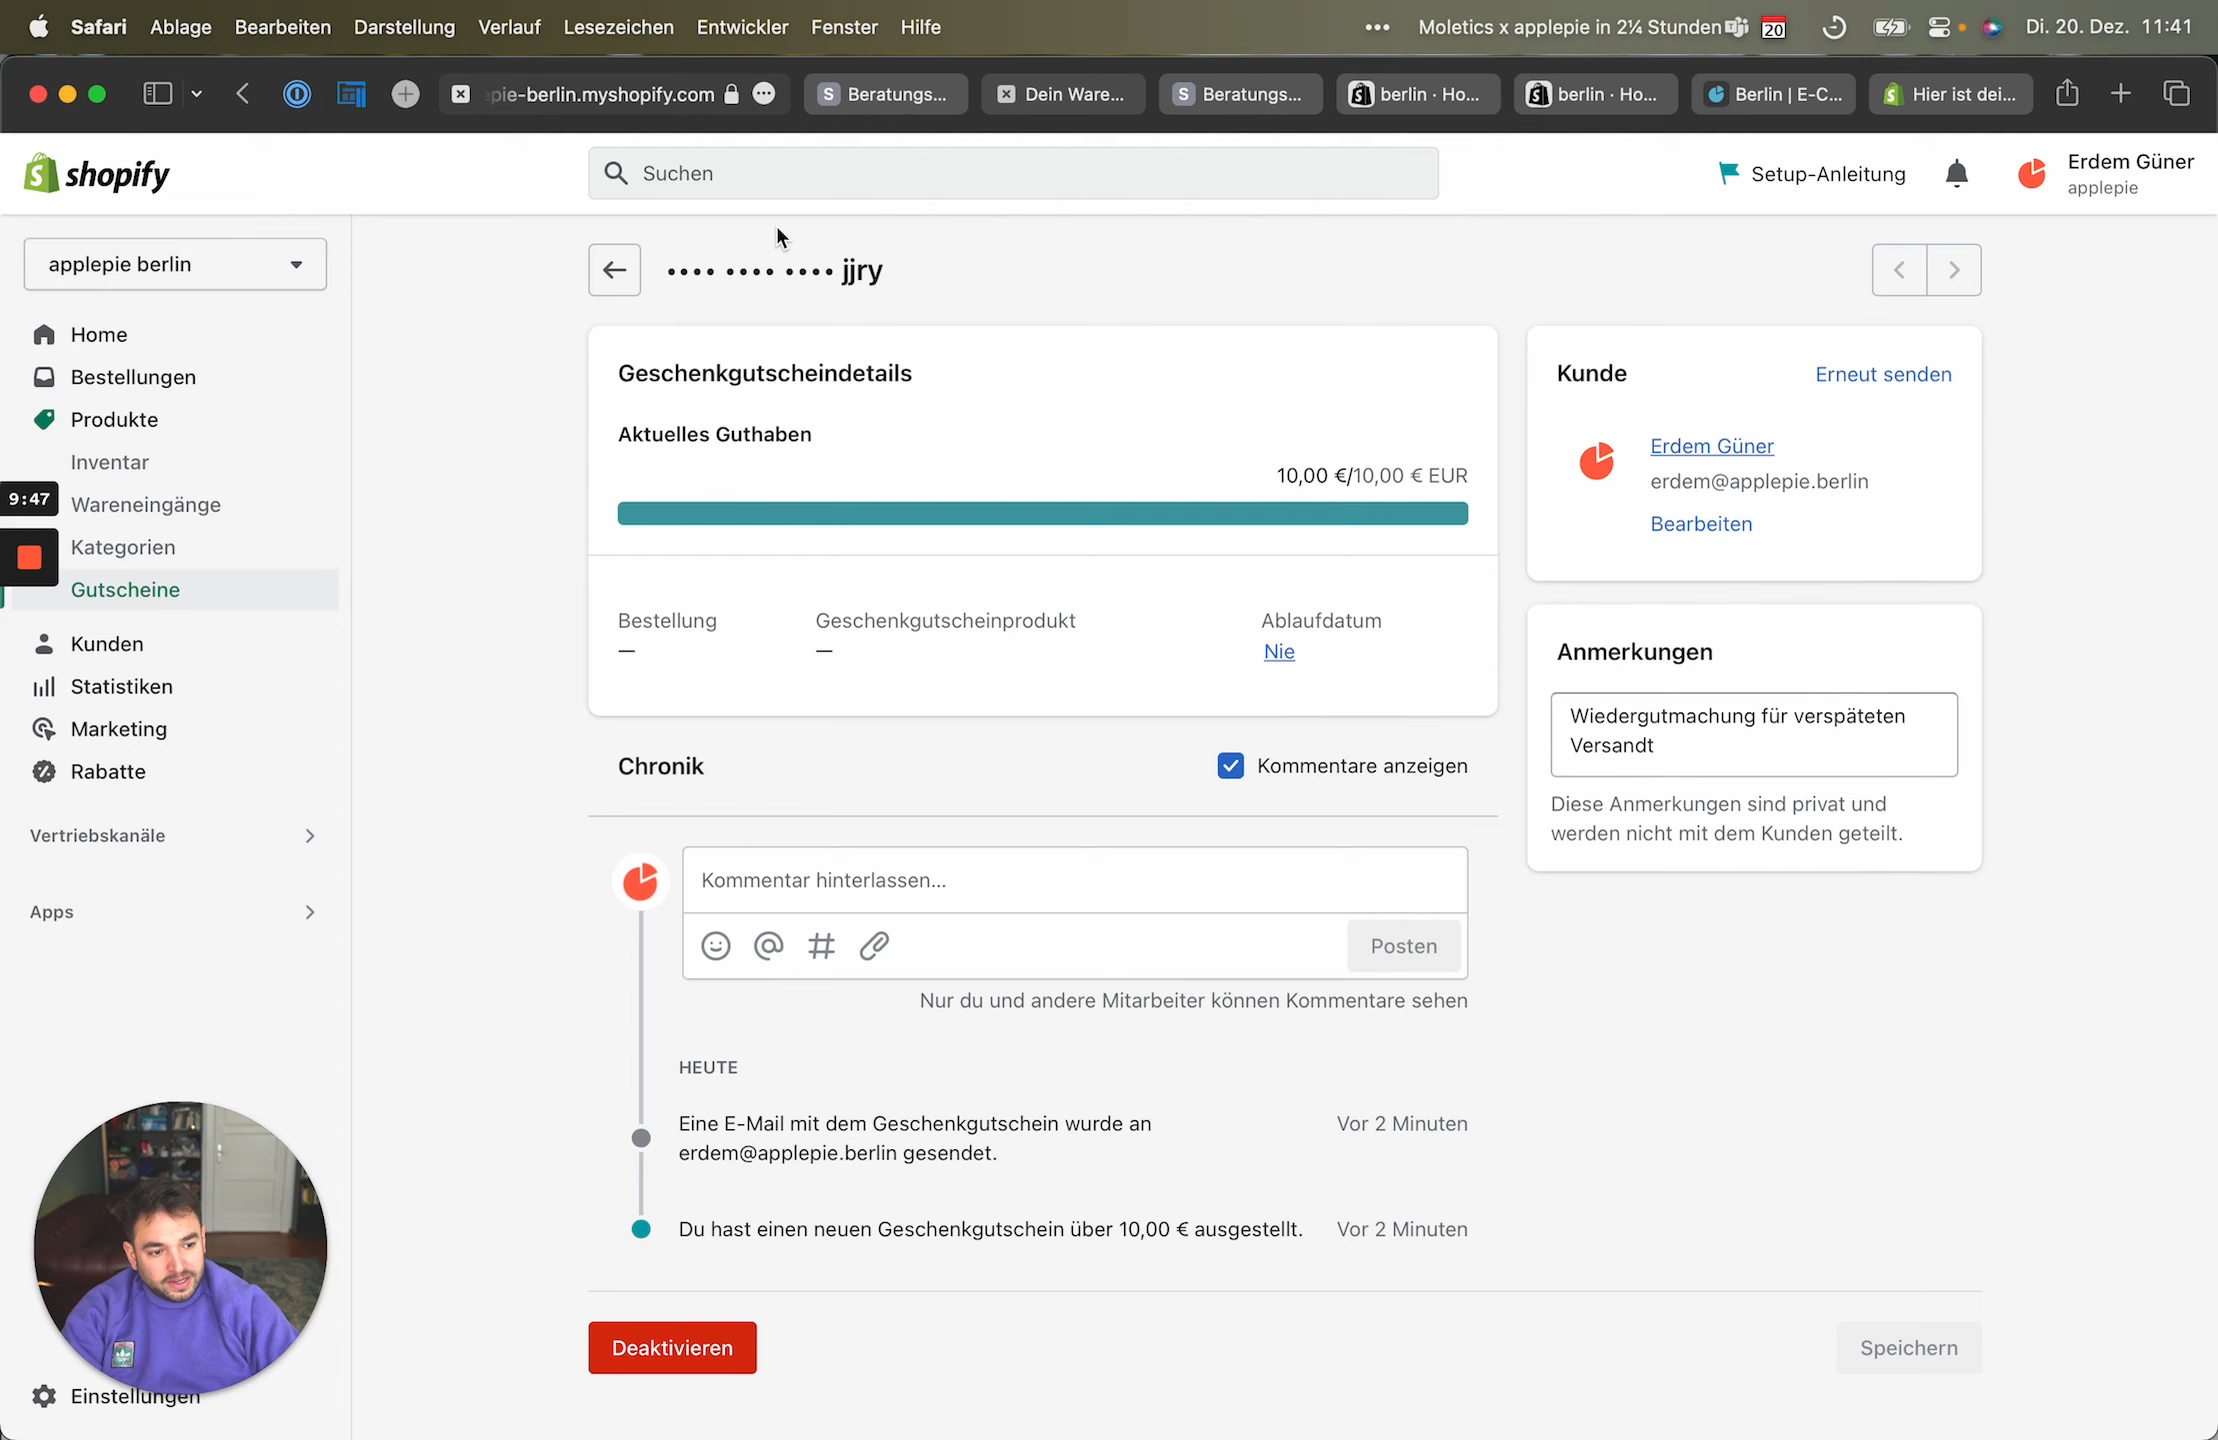 Safari Ablage Bearbeiten Darstellung Verlauf Lesezeichen Entwickler Fenster Hilfe ••• Moletics x applepie in 2¼ Stunden 20 Di. 20. Dez. 11:41
pie-berlin.myshopify.com Beratungs... Dein Ware... Beratungs... berlin · Ho... berlin · Ho... Berlin | E-C... Hier ist dei...
shopify
Suchen
Setup-Anleitung
Erdem Güner
applepie
applepie berlin
•••• •••• •••• jjry
Home
Bestellungen
Produkte
Inventar
9:47
Wareneingänge
Kategorien
Gutscheine
Kunden
Statistiken
Marketing
Rabatte
Vertriebskanäle
Apps
Einstellungen
Geschenkgutscheindetails
Aktuelles Guthaben
10,00 €/10,00 € EUR
Bestellung Geschenkgutscheinprodukt Ablaufdatum
— — Nie
Kunde Erneut senden
Erdem Güner
erdem@applepie.berlin
Bearbeiten
Anmerkungen
Wiedergutmachung für verspäteten
Versandt
Diese Anmerkungen sind privat und
werden nicht mit dem Kunden geteilt.
Chronik Kommentare anzeigen
Kommentar hinterlassen...
Posten
Nur du und andere Mitarbeiter können Kommentare sehen
HEUTE
Eine E-Mail mit dem Geschenkgutschein wurde an Vor 2 Minuten
erdem@applepie.berlin gesendet.
Du hast einen neuen Geschenkgutschein über 10,00 € ausgestellt. Vor 2 Minuten
Deaktivieren
Speichern